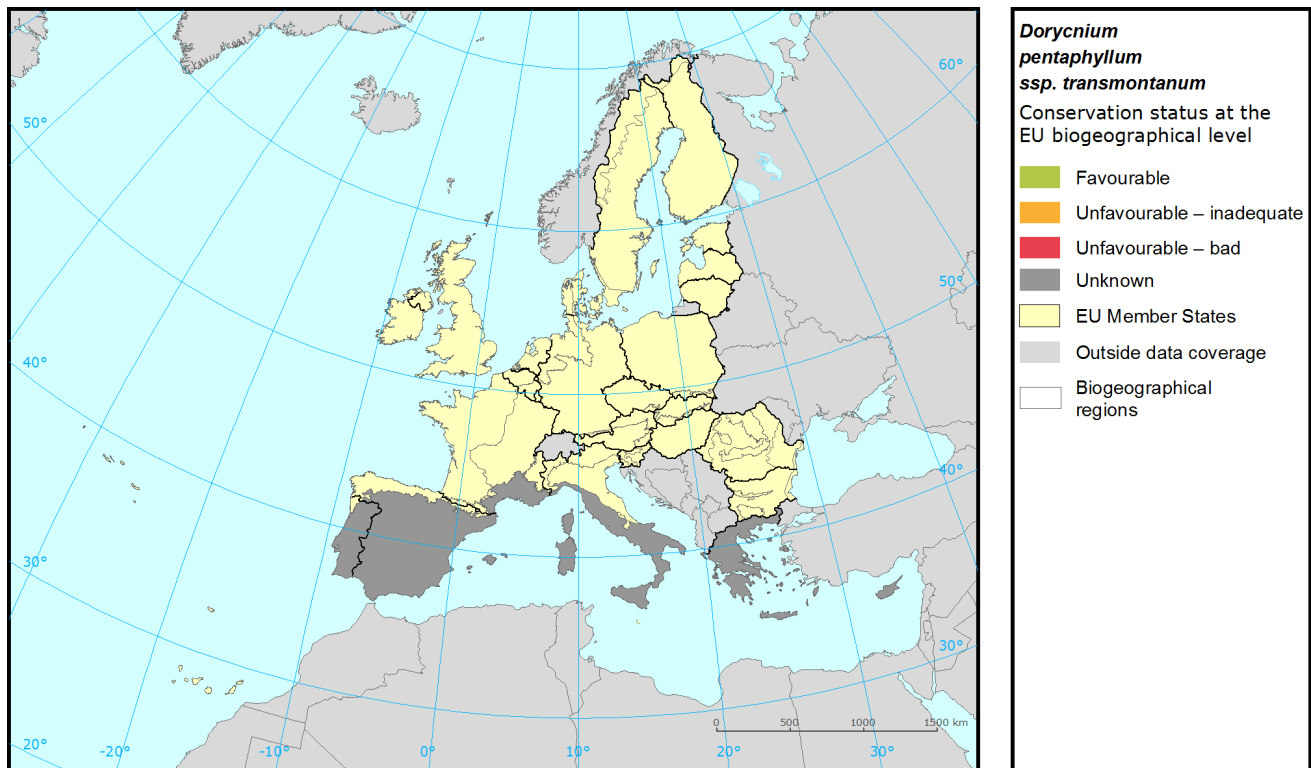 Dorycnium
pentaphyllum
ssp. transmontanum
Conservation status at the
EU biogeographical level
Favourable
Unfavourable – inadequate
Unfavourable – bad
Unknown
EU Member States
Outside data coverage
Biogeographical
regions
60°
50°
50°
40°
40°
30°
30°
0 500 1000 1500 km
20° -20° -10° 0° 10° 20° 30°